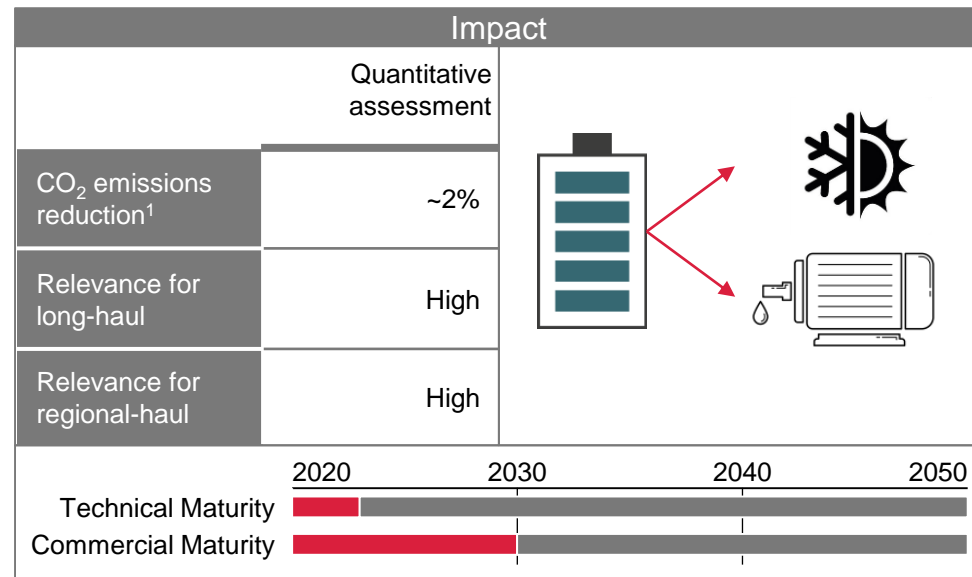 Impact
Quantitative
assessment
CO₂ emissions
reduction¹
~2%
Relevance for
long-haul
High
Relevance for
regional-haul
High
2020 2030 2040 2050
Technical Maturity
Commercial Maturity